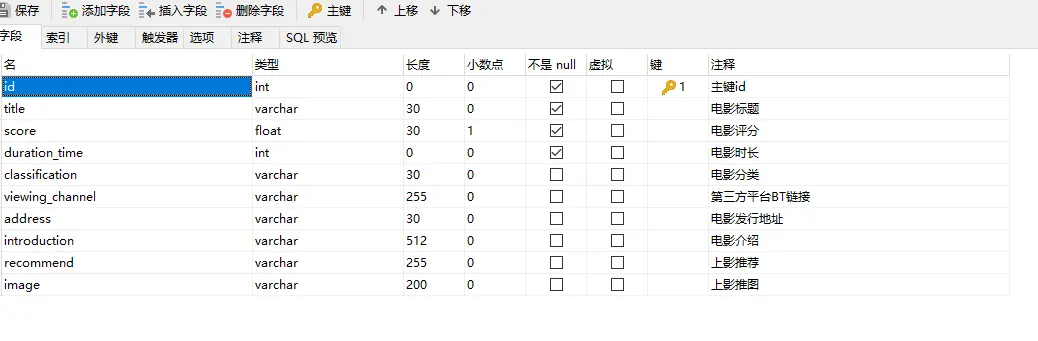 保存 添加字段 插入字段 删除字段 主键 上移 下移
字段 索引 外键 触发器 选项 注释 SQL 预览
名 类型 长度 小数点 不是 null 虚拟 键 注释
id int 0 0 1 主键id
title varchar 30 0 电影标题
score float 30 1 电影评分
duration_time int 0 0 电影时长
classification varchar 30 0 电影分类
viewing_channel varchar 255 0 第三方平台BT链接
address varchar 30 0 电影发行地址
introduction varchar 512 0 电影介绍
recommend varchar 255 0 上影推荐
image varchar 200 0 上影推图